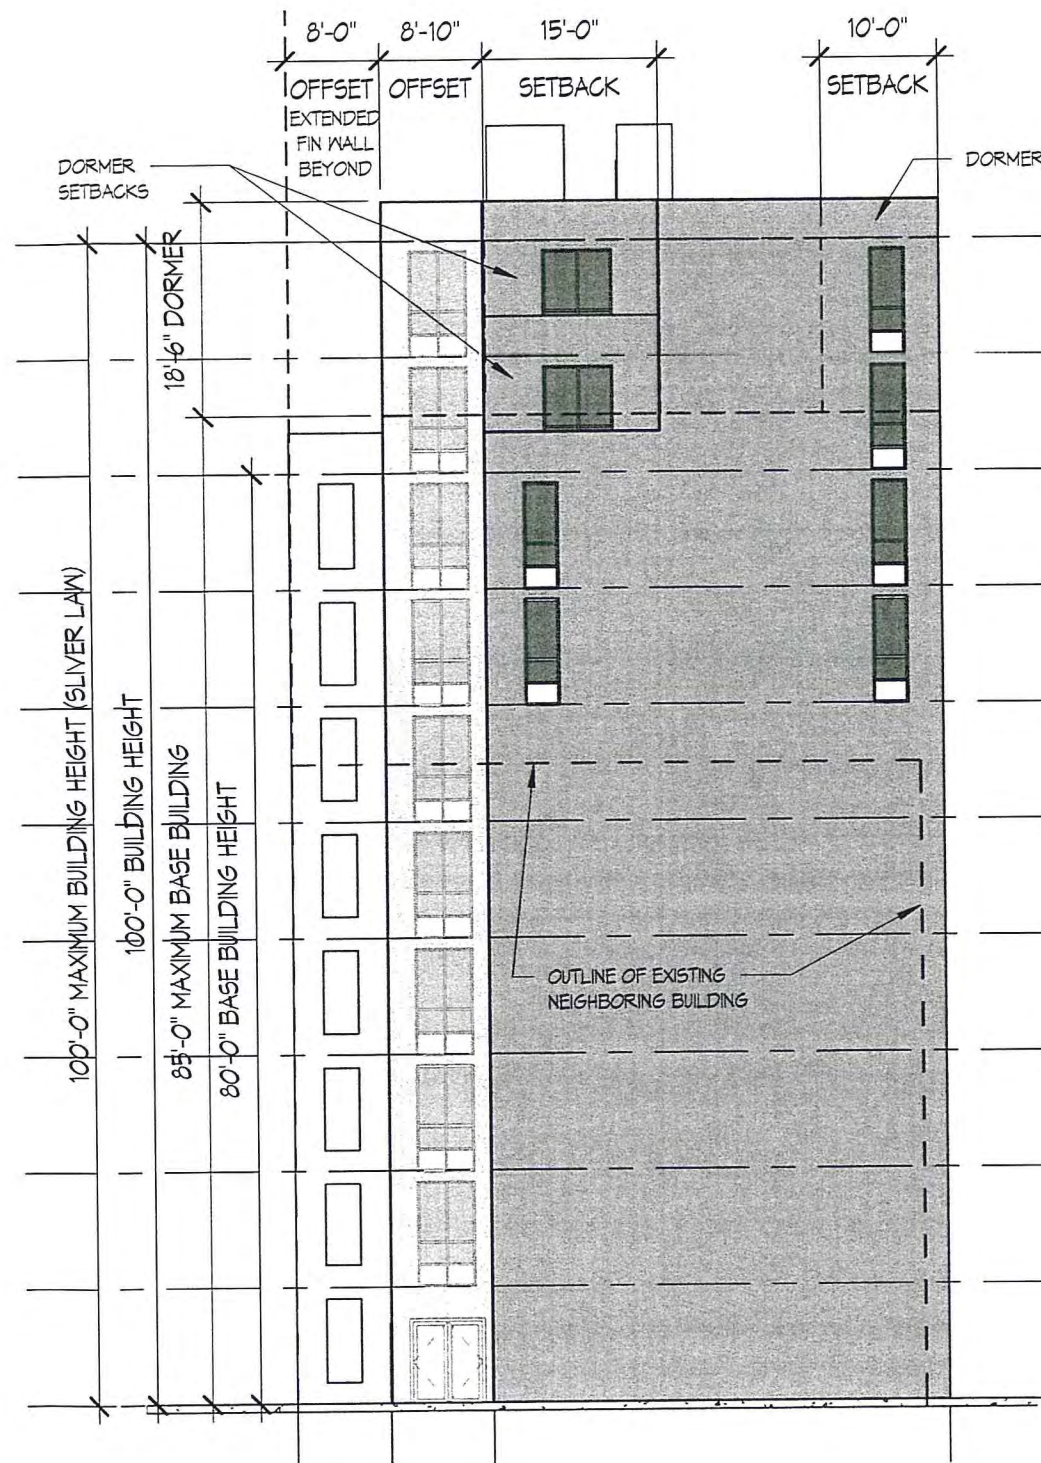 8'-0"
8'-10"
15'-0"
10'-0"
OFFSET
EXTENDED
FIN WALL
BEYOND
OFFSET
SETBACK
SETBACK
DORMER
SETBACKS
DORMER
18'-6" DORMER
100'-0" MAXIMUM BUILDING HEIGHT (SLIVER LAW)
100'-0" BUILDING HEIGHT
85'-0" MAXIMUM BASE BUILDING
80'-0" BASE BUILDING HEIGHT
OUTLINE OF EXISTING
NEIGHBORING BUILDING